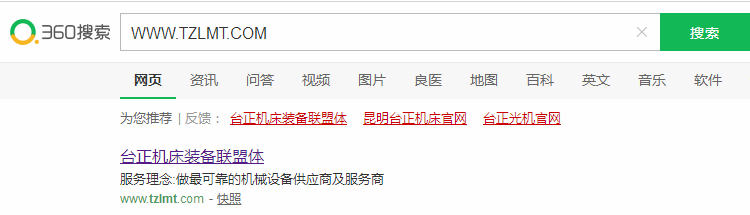 360搜索 WWW.TZLMT.COM × 搜索
网页 资讯 问答 视频 图片 良医 地图 百科 英文 音乐 软件
为您推荐 | 反馈： 台正机床装备联盟体 昆明台正机床官网 台正光机官网
台正机床装备联盟体
服务理念:做最可靠的机械设备供应商及服务商
www.tzlmt.com - 快照